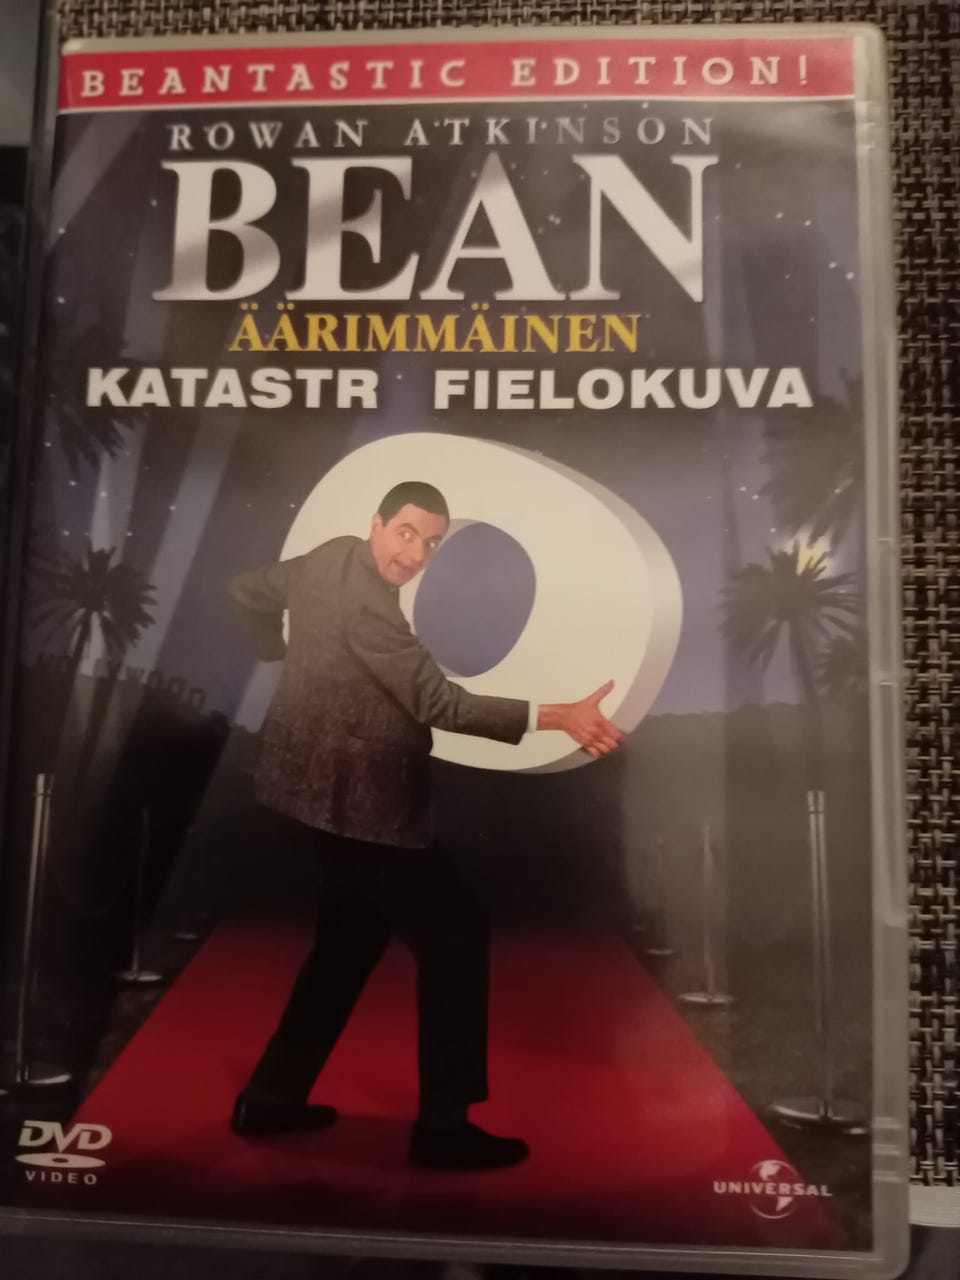 BEANTASTIC EDITION!
ROWAN ATKINSON
BEAN
ÄÄRIMMÄINEN
KATASTR FIELOKUVA
O
DVD
VIDEO
UNIVERSAL